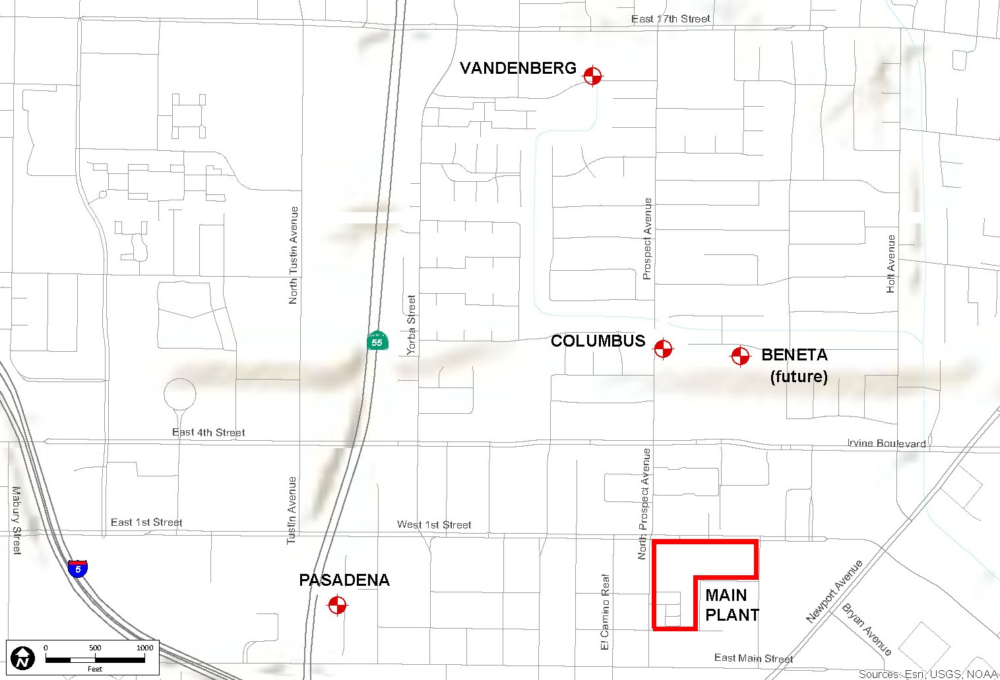 East 17th Street
VANDENBERG
North Tustin Avenue
Prospect Avenue
Holt Avenue
Yorba Street
55
COLUMBUS
BENETA
(future)
East 4th Street
Irvine Boulevard
Mabury Street
Tustin Avenue
North Prospect Avenue
East 1st Street
West 1st Street
5
PASADENA
El Camino Real
MAIN
PLANT
Newport Avenue
Bryan Avenue
East Main Street
N
0 500 1000
Feet
Sources: Esri, USGS, NOAA